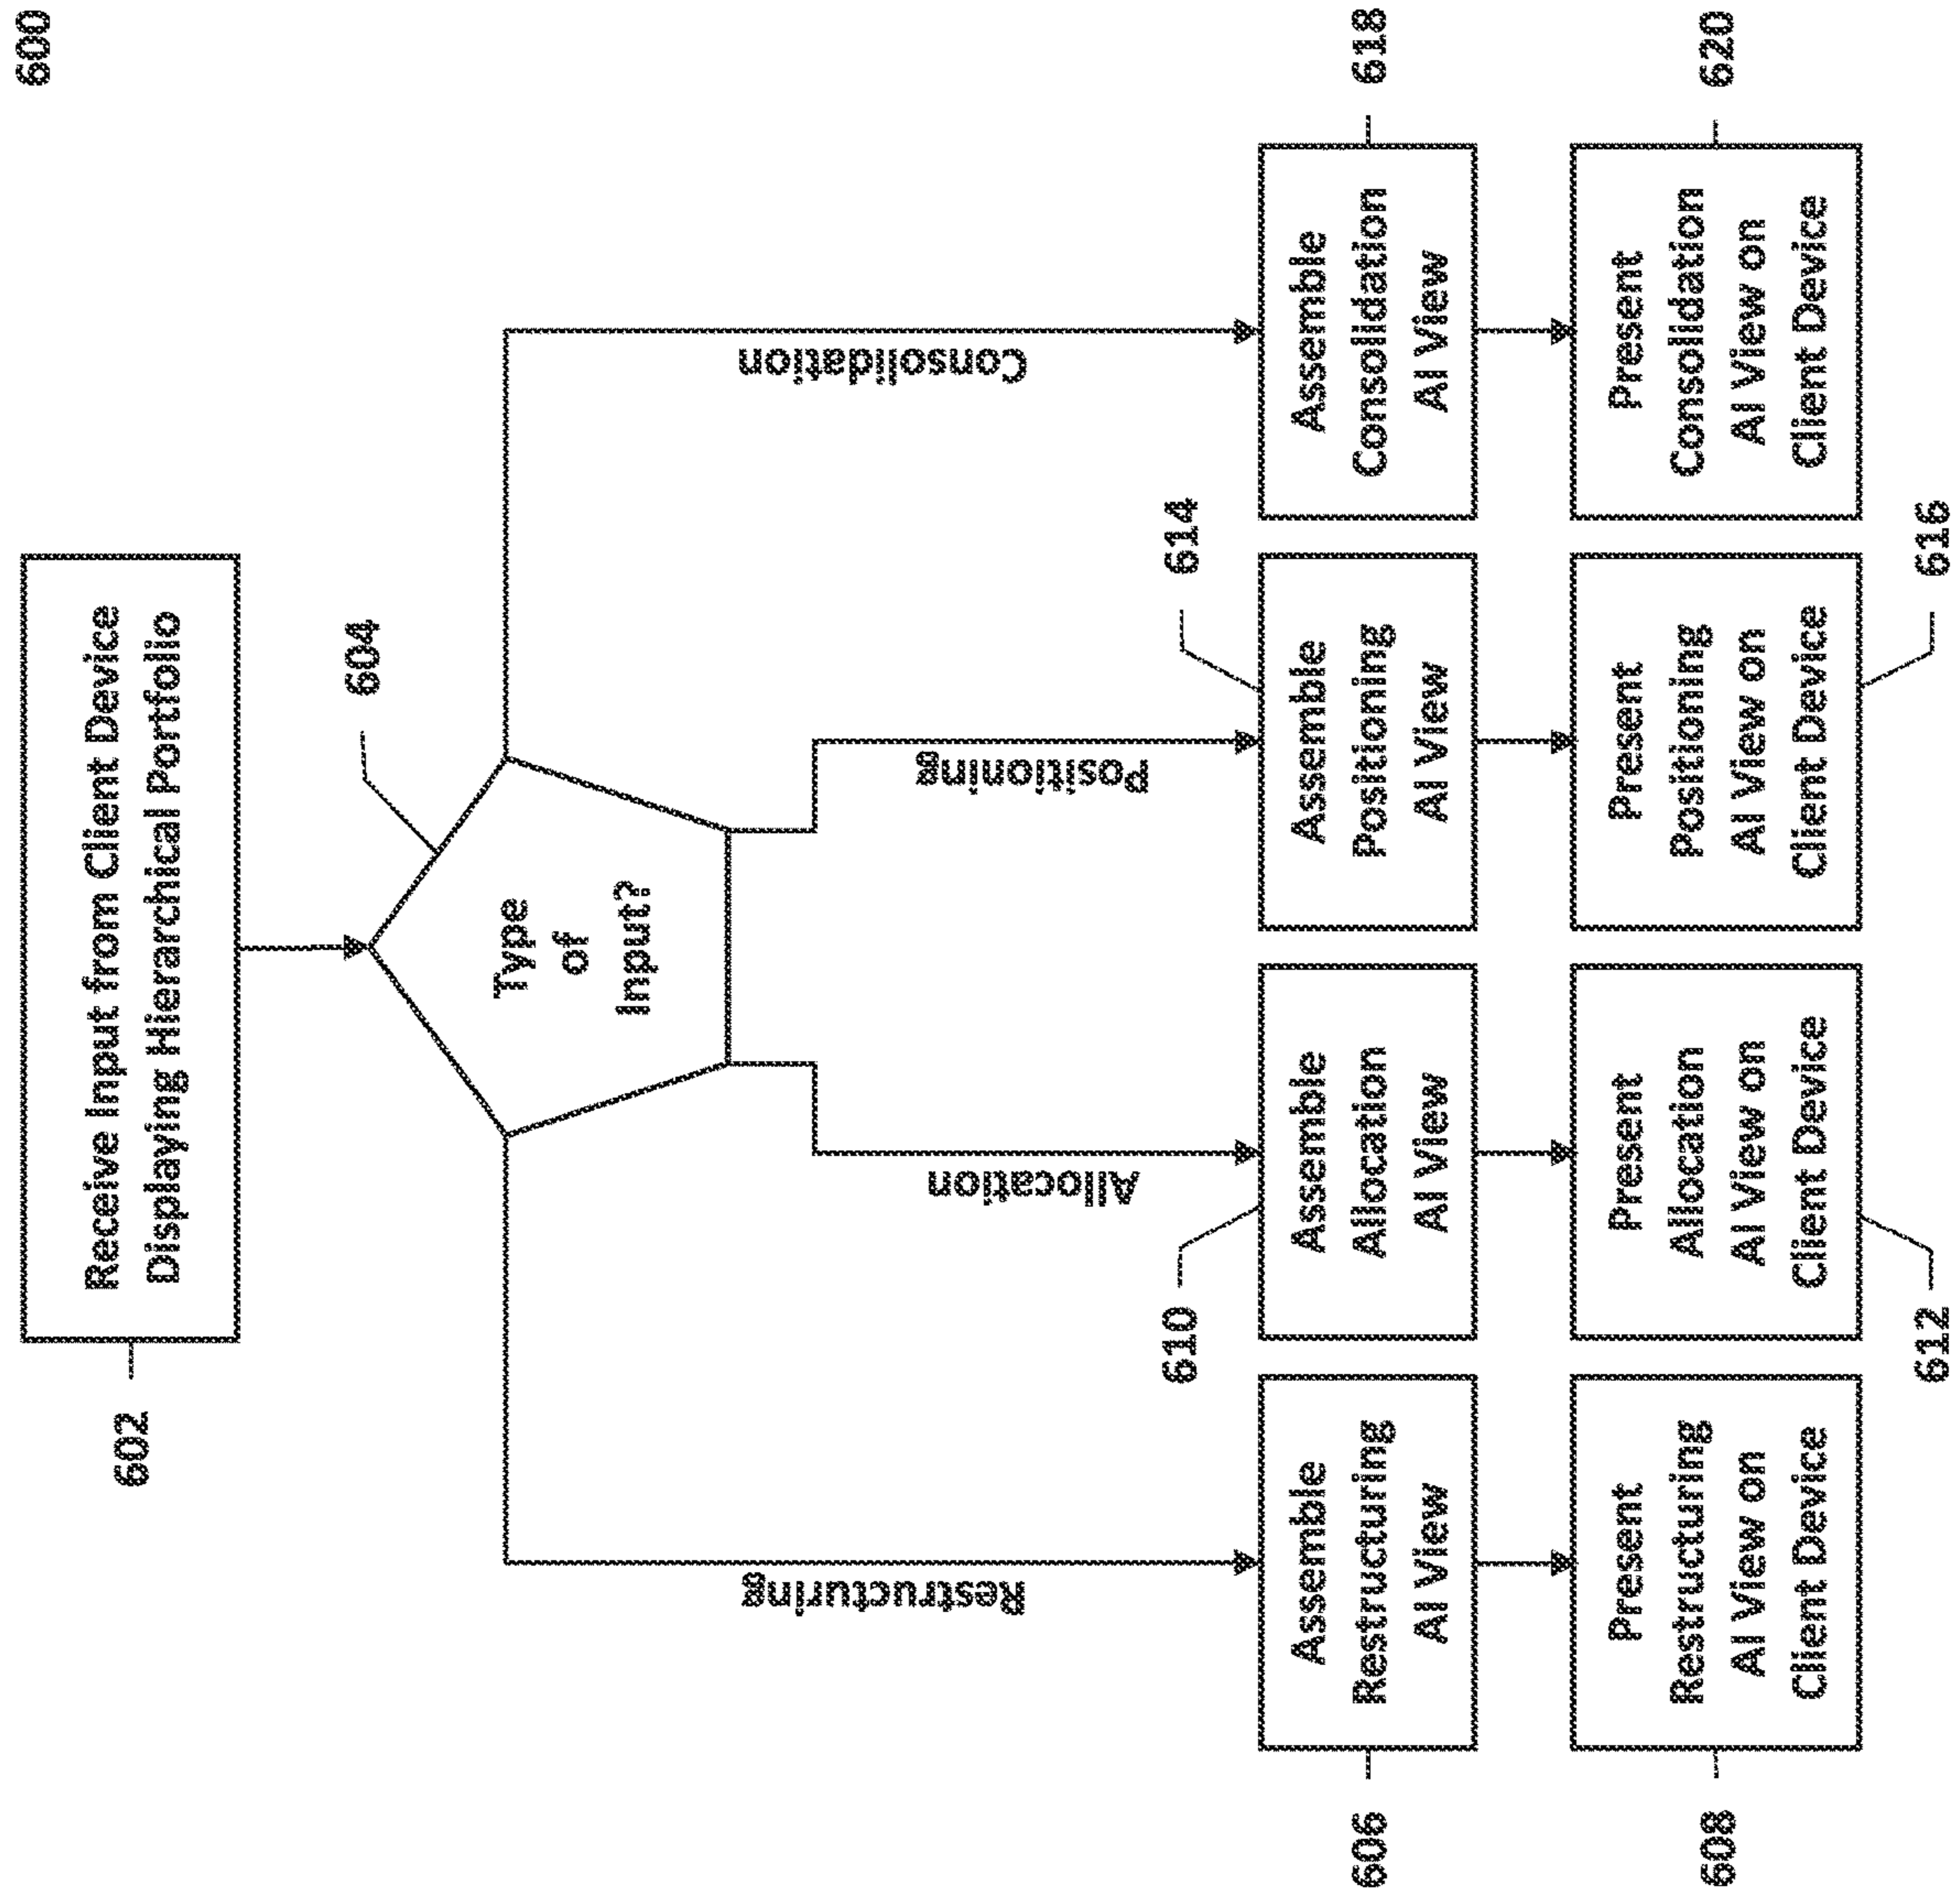 600
602
Receive Input from Client Device
Displaying Hierarchical Portfolio
604
Type
of
Input?
Restructuring
Allocation
Positioning
Consolidation
606
Assemble
Restructuring
AI View
610
Assemble
Allocation
AI View
614
Assemble
Positioning
AI View
618
Assemble
Consolidation
AI View
608
Present
Restructuring
AI View on
Client Device
612
Present
Allocation
AI View on
Client Device
616
Present
Positioning
AI View on
Client Device
620
Present
Consolidation
AI View on
Client Device